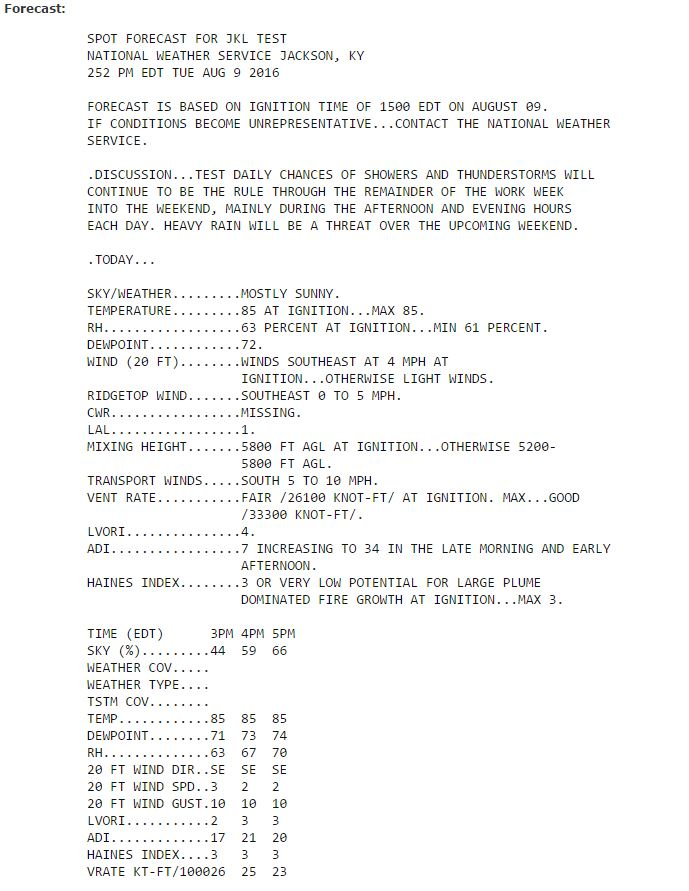 Forecast:
SPOT FORECAST FOR JKL TEST
NATIONAL WEATHER SERVICE JACKSON, KY
252 PM EDT TUE AUG 9 2016
FORECAST IS BASED ON IGNITION TIME OF 1500 EDT ON AUGUST 09.
IF CONDITIONS BECOME UNREPRESENTATIVE...CONTACT THE NATIONAL WEATHER
SERVICE.
.DISCUSSION...TEST DAILY CHANCES OF SHOWERS AND THUNDERSTORMS WILL
CONTINUE TO BE THE RULE THROUGH THE REMAINDER OF THE WORK WEEK
INTO THE WEEKEND, MAINLY DURING THE AFTERNOON AND EVENING HOURS
EACH DAY. HEAVY RAIN WILL BE A THREAT OVER THE UPCOMING WEEKEND.
.TODAY...
SKY/WEATHER.........MOSTLY SUNNY.
TEMPERATURE.........85 AT IGNITION...MAX 85.
RH..................63 PERCENT AT IGNITION...MIN 61 PERCENT.
DEWPOINT............72.
WIND (20 FT)........WINDS SOUTHEAST AT 4 MPH AT
IGNITION...OTHERWISE LIGHT WINDS.
RIDGETOP WIND.......SOUTHEAST 0 TO 5 MPH.
CWR.................MISSING.
LAL.................1.
MIXING HEIGHT.......5800 FT AGL AT IGNITION...OTHERWISE 5200-
5800 FT AGL.
TRANSPORT WINDS.....SOUTH 5 TO 10 MPH.
VENT RATE...........FAIR /26100 KNOT-FT/ AT IGNITION. MAX...GOOD
/33300 KNOT-FT/.
LVORI...............4.
ADI.................7 INCREASING TO 34 IN THE LATE MORNING AND EARLY
AFTERNOON.
HAINES INDEX........3 OR VERY LOW POTENTIAL FOR LARGE PLUME
DOMINATED FIRE GROWTH AT IGNITION...MAX 3.
TIME (EDT)      3PM 4PM 5PM
SKY (%).........44  59  66
WEATHER COV.....
WEATHER TYPE....
TSTM COV........
TEMP............85  85  85
DEWPOINT........71  73  74
RH..............63  67  70
20 FT WIND DIR..SE  SE  SE
20 FT WIND SPD..3   2   2
20 FT WIND GUST.10  10  10
LVORI...........2   3   3
ADI.............17  21  20
HAINES INDEX....3   3   3
VRATE KT-FT/100026  25  23